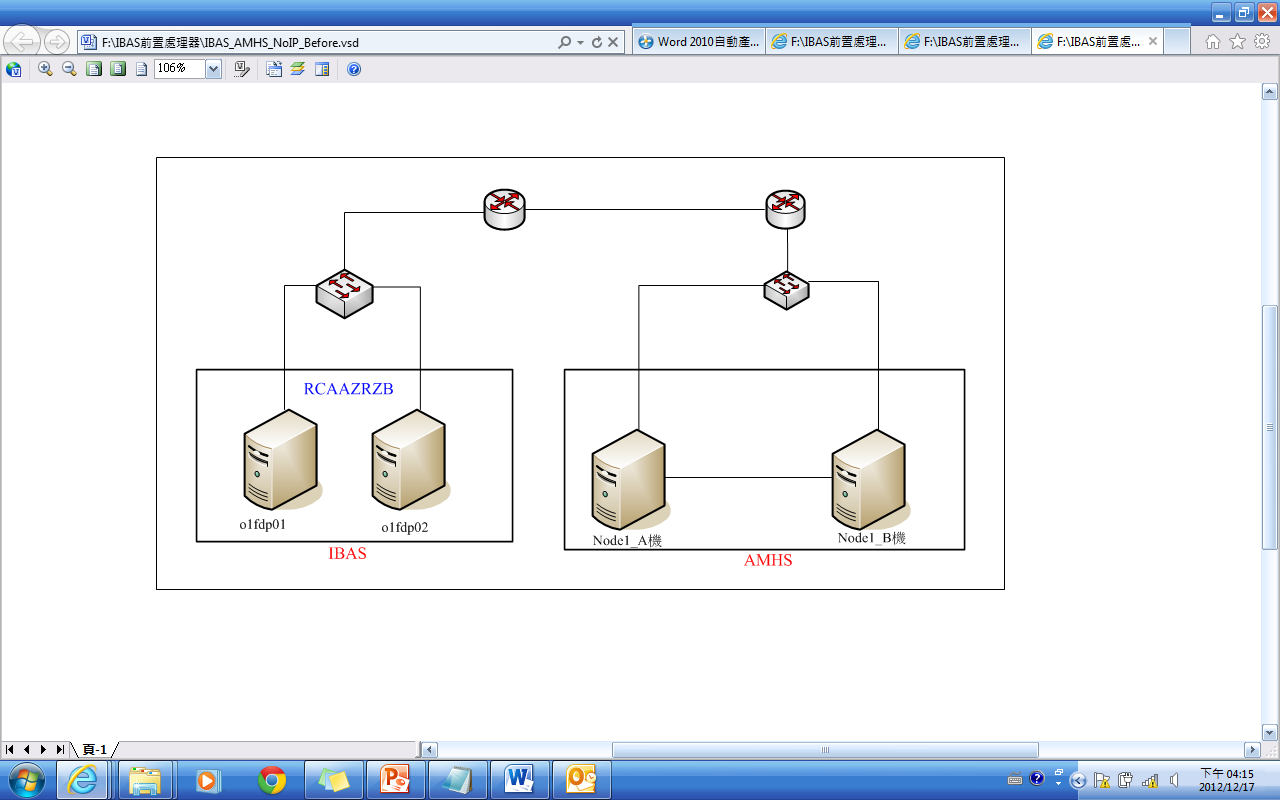 F:\IBAS前置處理器\IBAS_AMHS_NoIP_Before.vsd
Word 2010自動產...
F:\IBAS前置處理...
F:\IBAS前置處理...
F:\IBAS前置處...
106%
RCAAZRZB
o1fdp01
o1fdp02
Node1_A機
Node1_B機
IBAS
AMHS
頁-1
下午 04:15
2012/12/17